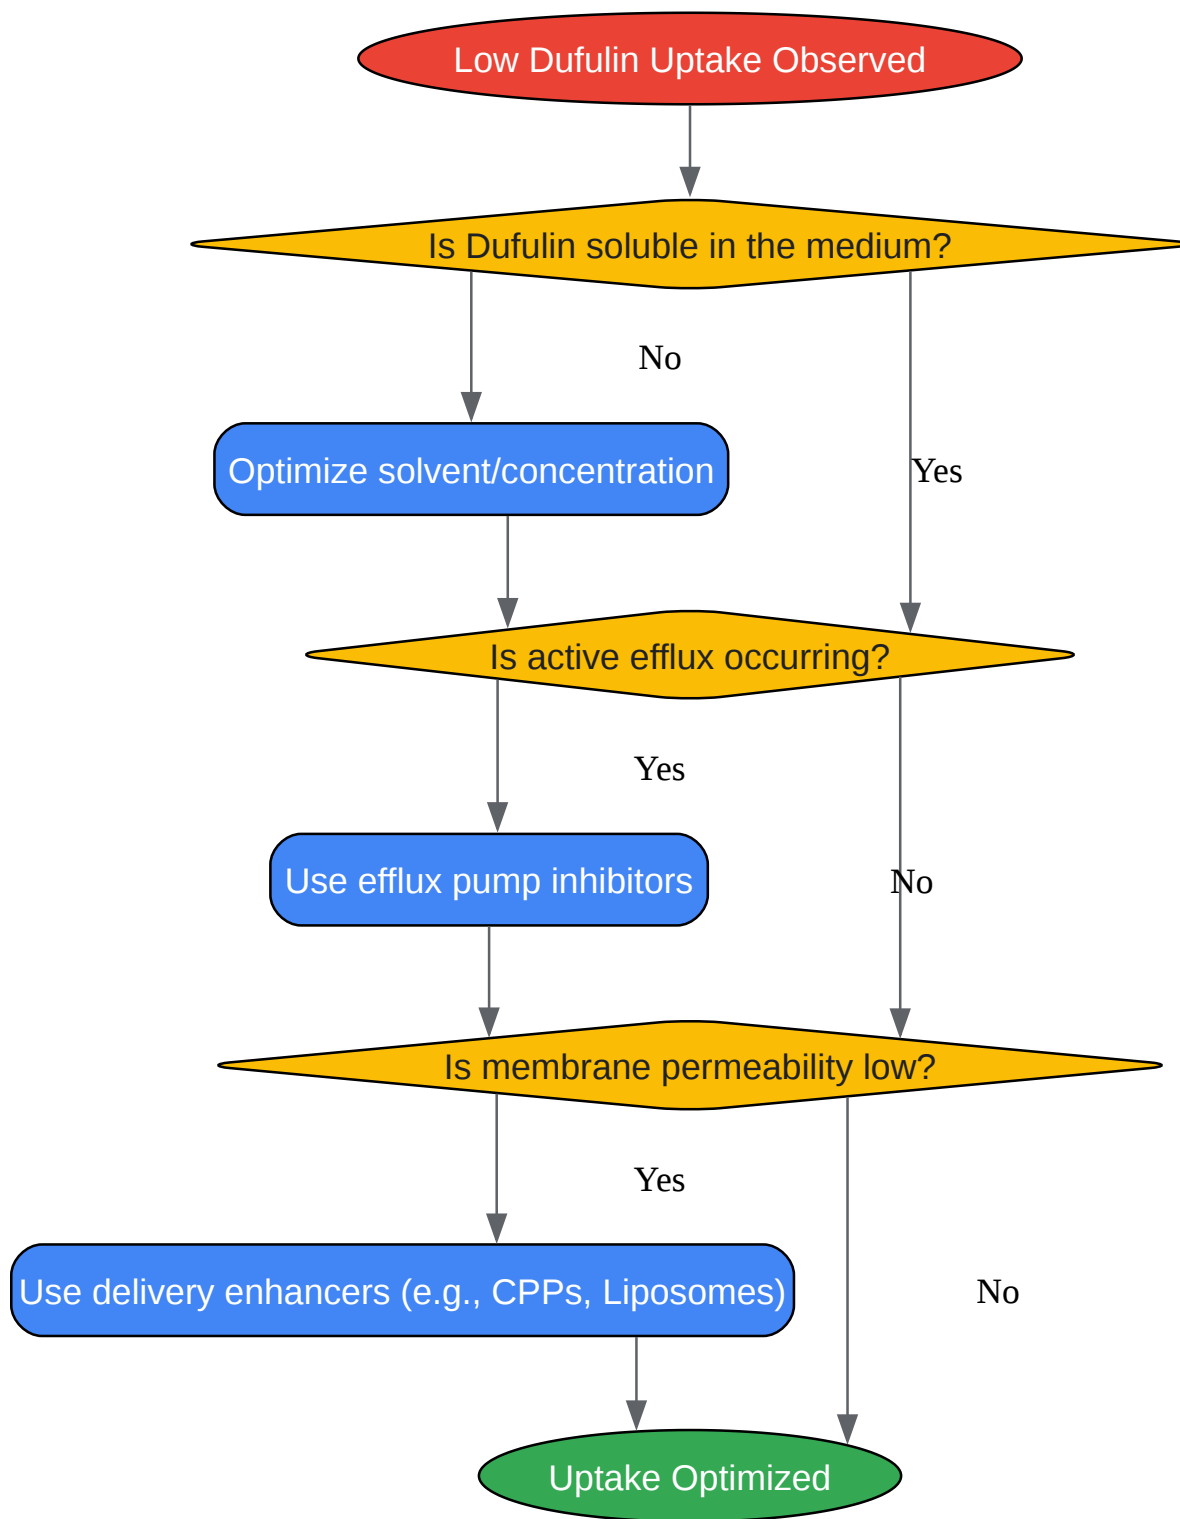 Low Dufulin Uptake Observed
Is Dufulin soluble in the medium?
No
Optimize solvent/concentration
Yes
Is active efflux occurring?
Yes
Use efflux pump inhibitors
No
Is membrane permeability low?
Yes
Use delivery enhancers (e.g., CPPs, Liposomes)
No
Uptake Optimized